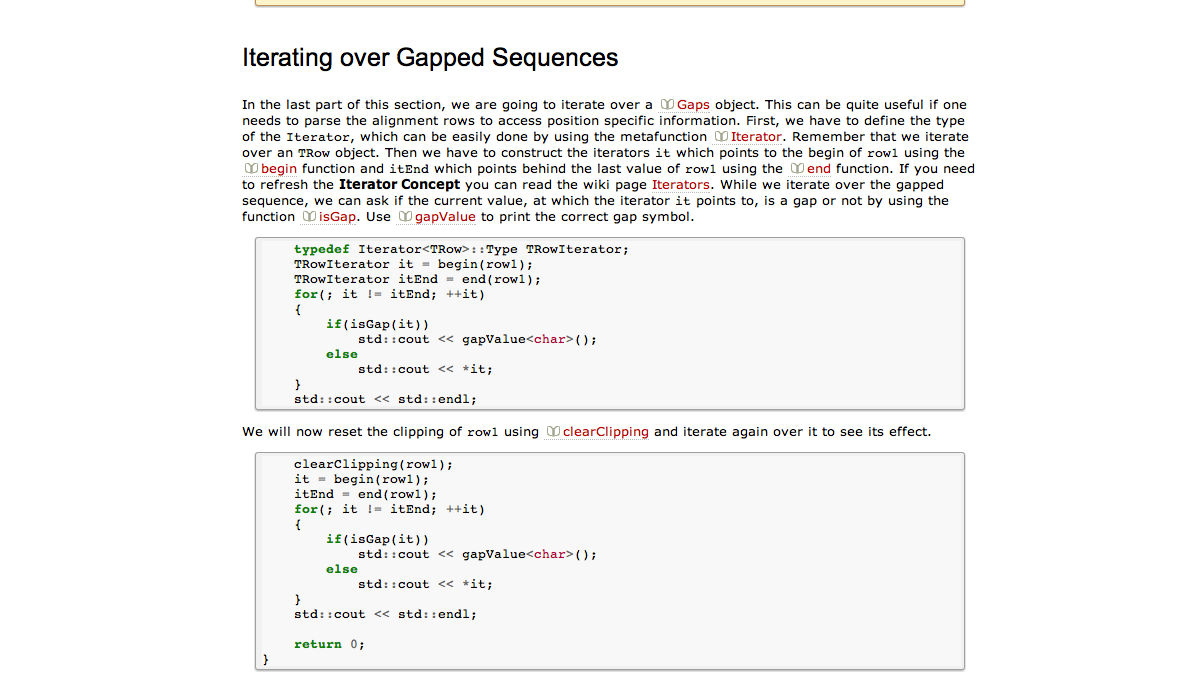 Iterating over Gapped Sequences
In the last part of this section, we are going to iterate over a Gaps object. This can be quite useful if one
needs to parse the alignment rows to access position specific information. First, we have to define the type
of the Iterator, which can be easily done by using the metafunction Iterator. Remember that we iterate
over an TRow object. Then we have to construct the iterators it which points to the begin of row1 using the
begin function and itEnd which points behind the last value of row1 using the end function. If you need
to refresh the Iterator Concept you can read the wiki page Iterators. While we iterate over the gapped
sequence, we can ask if the current value, at which the iterator it points to, is a gap or not by using the
function isGap. Use gapValue to print the correct gap symbol.
typedef Iterator<TRow>::Type TRowIterator;
TRowIterator it = begin(row1);
TRowIterator itEnd = end(row1);
for(; it != itEnd; ++it)
{
if(isGap(it))
std::cout << gapValue<char>();
else
std::cout << *it;
}
std::cout << std::endl;
We will now reset the clipping of row1 using clearClipping and iterate again over it to see its effect.
clearClipping(row1);
it = begin(row1);
itEnd = end(row1);
for(; it != itEnd; ++it)
{
if(isGap(it))
std::cout << gapValue<char>();
else
std::cout << *it;
}
std::cout << std::endl;
return 0;
}